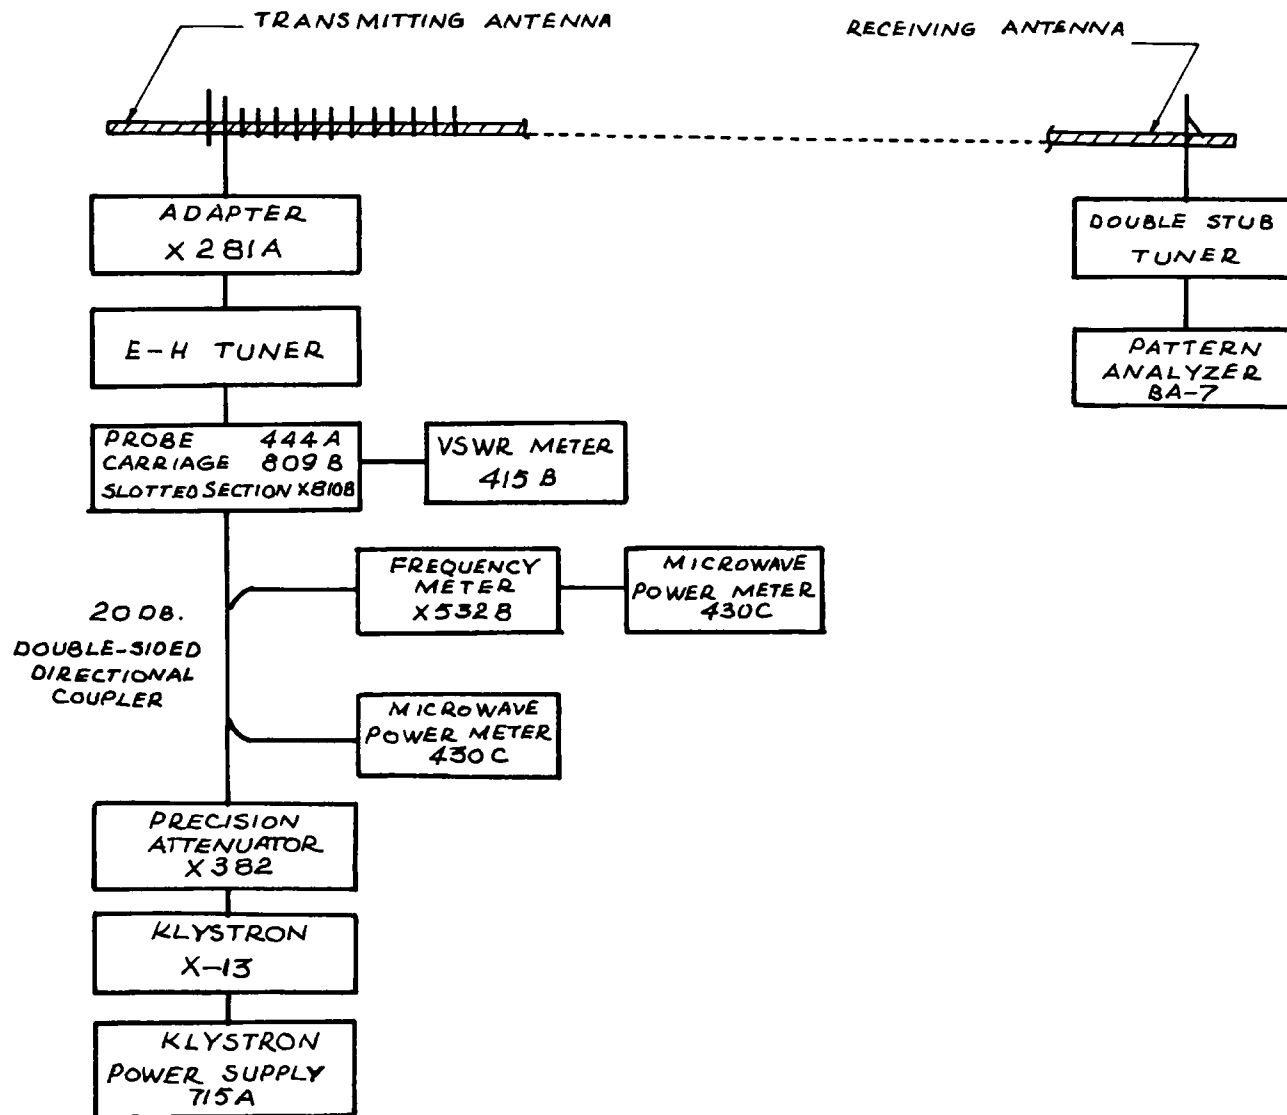 TRANSMITTING ANTENNA
RECEIVING ANTENNA
ADAPTER
X 281A
DOUBLE STUB
TUNER
E-H TUNER
PATTERN
ANALYZER
BA-7
PROBE 444A
CARRIAGE 809B
SLOTTED SECTION X810B
VSWR METER
415 B
FREQUENCY
METER
X532B
MICROWAVE
POWER METER
430C
20 DB.
DOUBLE-SIDED
DIRECTIONAL
COUPLER
MICROWAVE
POWER METER
430C
PRECISION
ATTENUATOR
X382
KLYSTRON
X-13
KLYSTRON
POWER SUPPLY
715A